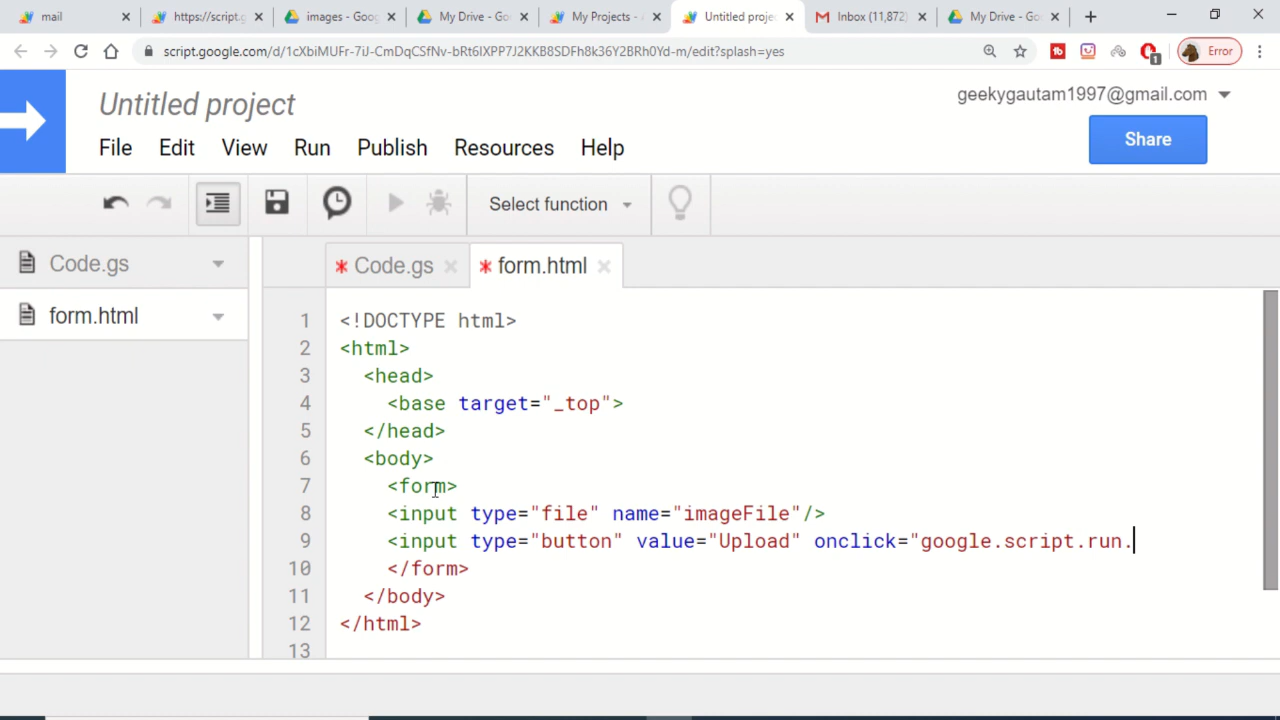 mail
https://script.g
images - Goog
My Drive - Go
My Projects - A
Untitled proje
Inbox (11,872)
My Drive - Go
script.google.com/d/1cXbiMUFr-7iJ-CmDqCSfNv-bRt6IXPP7J2KKB8SDFh8k36Y2BRh0Yd-m/edit?splash=yes
Error
Untitled project
geekygautam1997@gmail.com
File Edit View Run Publish Resources Help
Share
Select function
Code.gs
form.html
* Code.gs
* form.html
1 <!DOCTYPE html>
2 <html>
3 <head>
4 <base target="_top">
5 </head>
6 <body>
7 <form>
8 <input type="file" name="imageFile"/>
9 <input type="button" value="Upload" onclick="google.script.run.
10 </form>
11 </body>
12 </html>
13